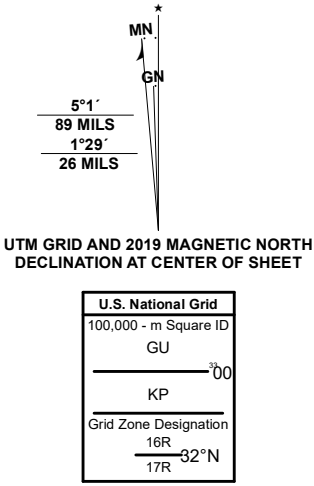 ★
MN
GN
5°1´
89 MILS
1°29´
26 MILS
UTM GRID AND 2019 MAGNETIC NORTH
DECLINATION AT CENTER OF SHEET
U.S. National Grid
100,000 - m Square ID
GU
³³00
KP
Grid Zone Designation
16R
32°N
17R